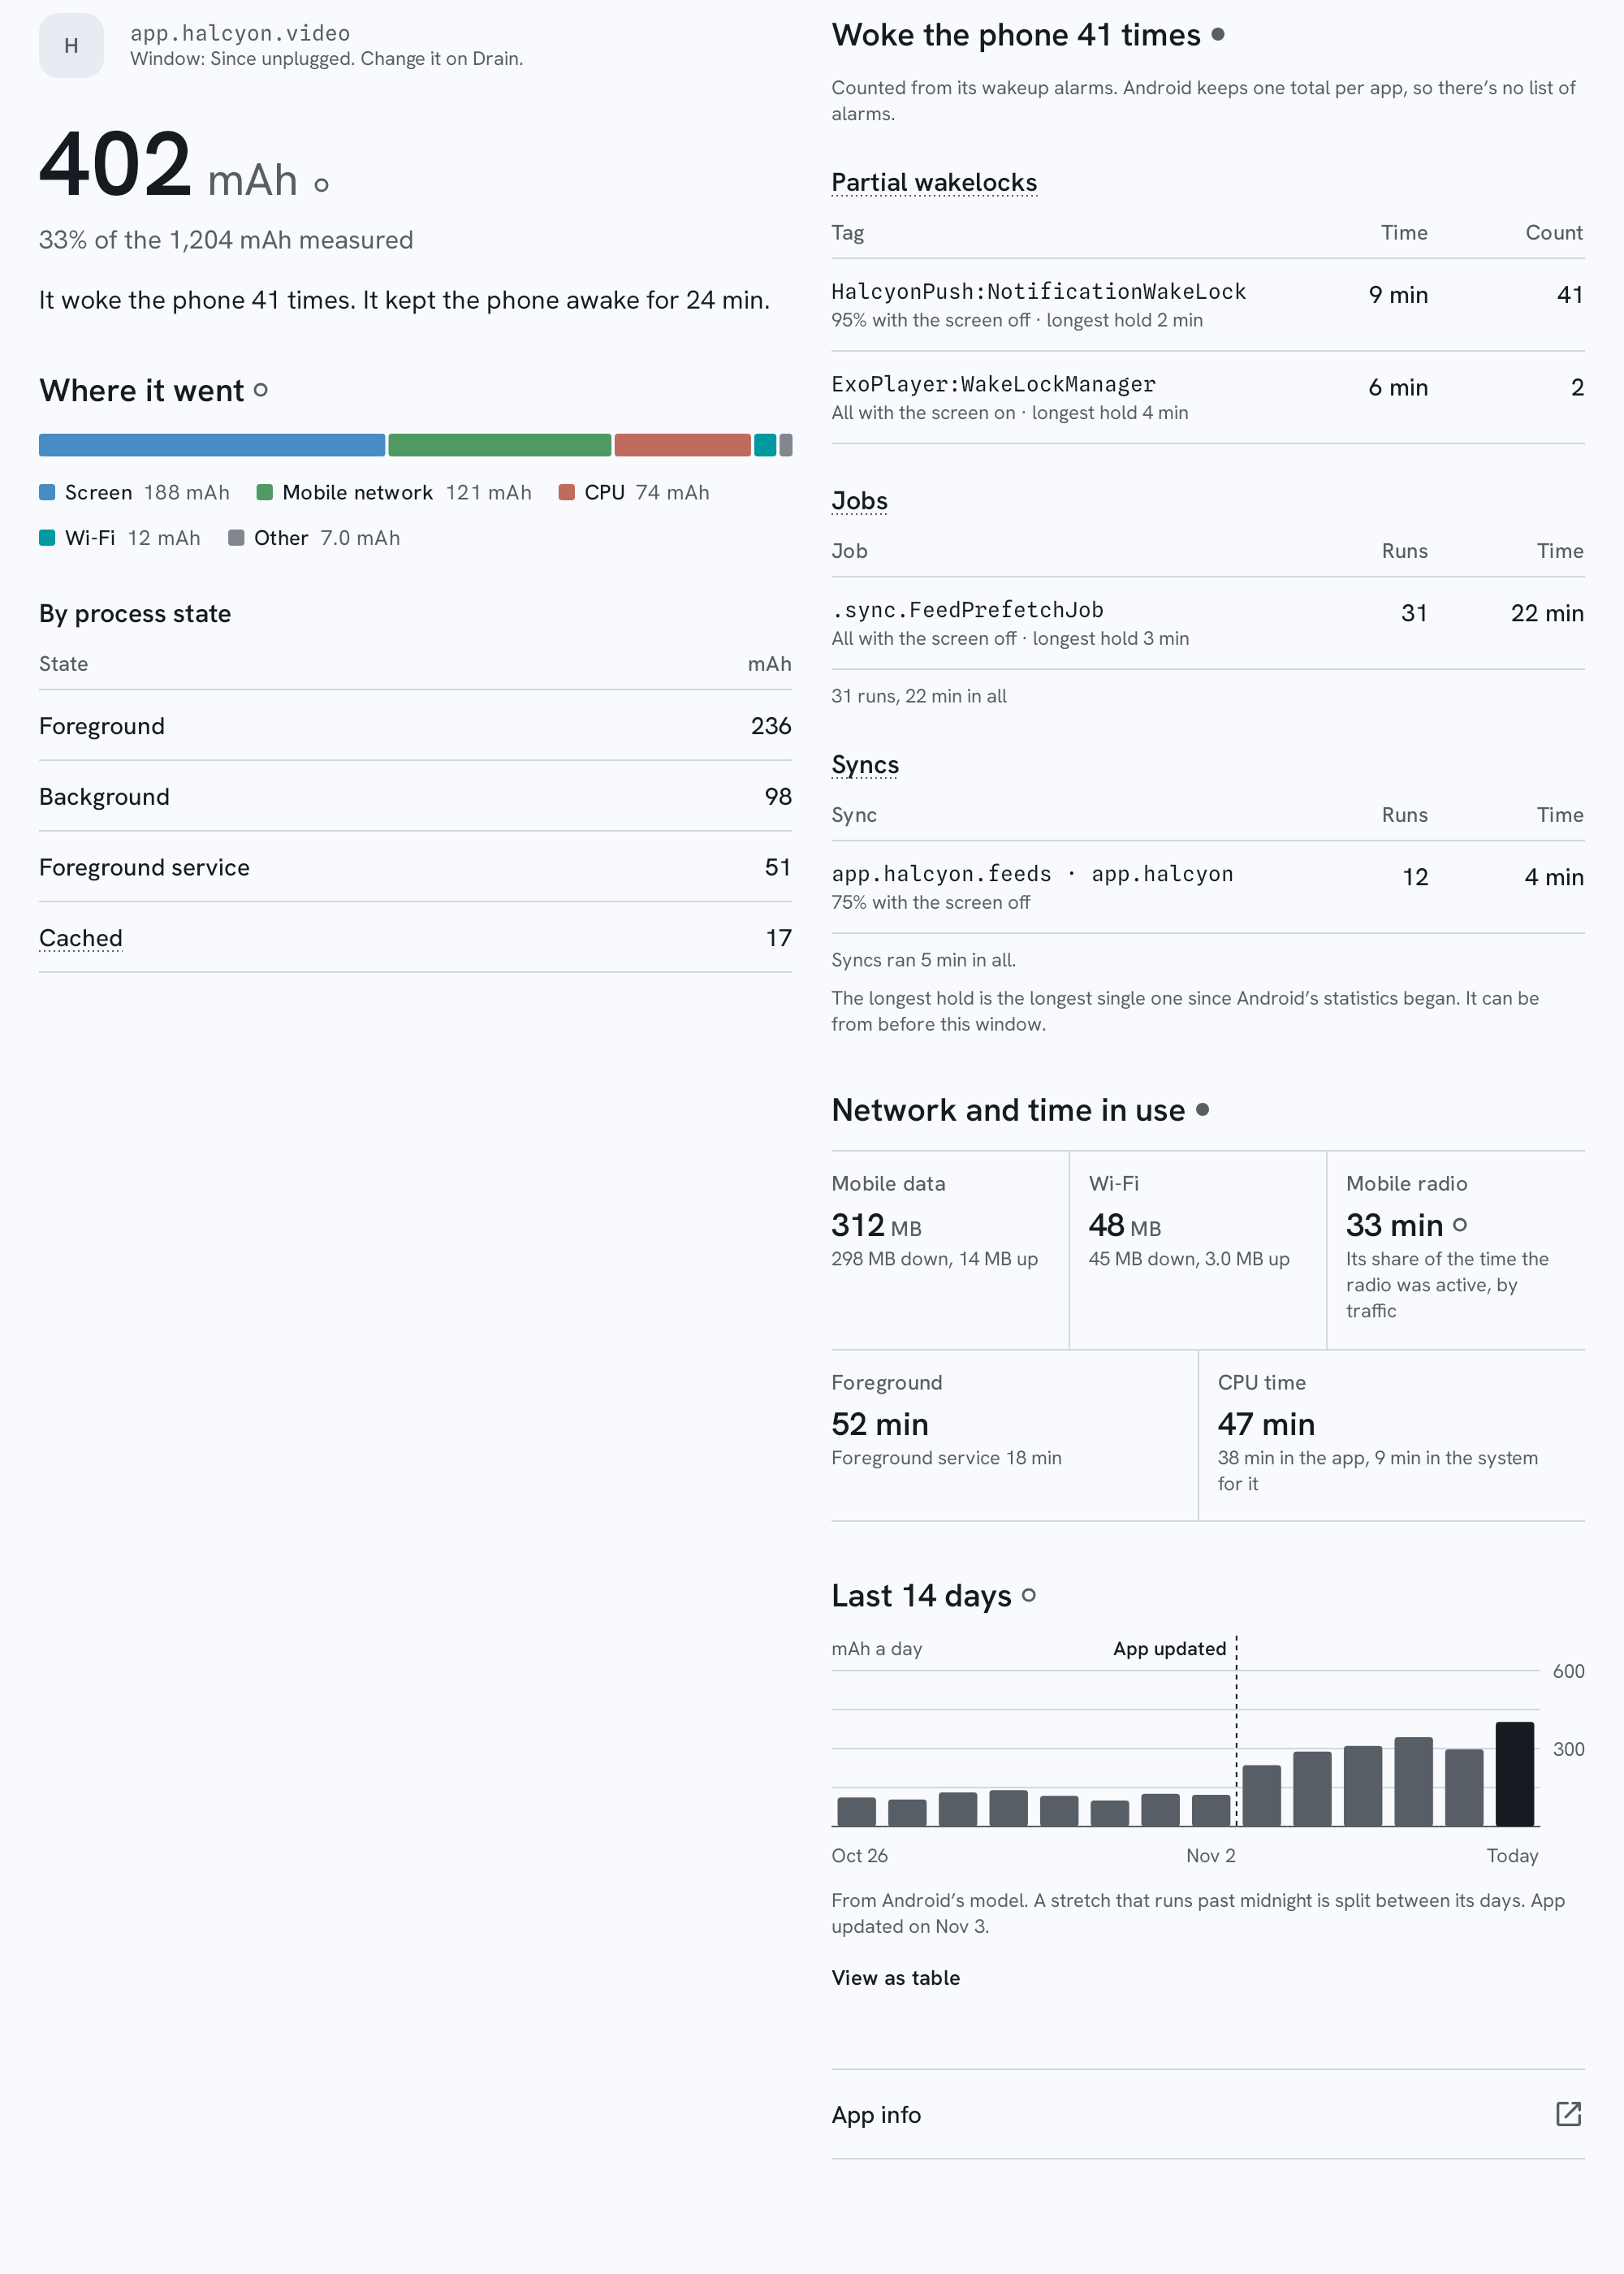 H
app.halcyon.video
Window: Since unplugged. Change it on Drain.
402 mAh
33% of the 1,204 mAh measured
It woke the phone 41 times. It kept the phone awake for 24 min.
Where it went
Screen 188 mAh Mobile network 121 mAh CPU 74 mAh
Wi-Fi 12 mAh Other 7.0 mAh
By process state
State mAh
Foreground 236
Background 98
Foreground service 51
Cached 17
Woke the phone 41 times
Counted from its wakeup alarms. Android keeps one total per app, so there’s no list of
alarms.
Partial wakelocks
Tag Time Count
HalcyonPush:NotificationWakeLock 9 min 41
95% with the screen off · longest hold 2 min
ExoPlayer:WakeLockManager 6 min 2
All with the screen on · longest hold 4 min
Jobs
Job Runs Time
.sync.FeedPrefetchJob 31 22 min
All with the screen off · longest hold 3 min
31 runs, 22 min in all
Syncs
Sync Runs Time
app.halcyon.feeds · app.halcyon 12 4 min
75% with the screen off
Syncs ran 5 min in all.
The longest hold is the longest single one since Android’s statistics began. It can be
from before this window.
Network and time in use
Mobile data
312 MB
298 MB down, 14 MB up
Wi-Fi
48 MB
45 MB down, 3.0 MB up
Mobile radio
33 min
Its share of the time the
radio was active, by
traffic
Foreground
52 min
Foreground service 18 min
CPU time
47 min
38 min in the app, 9 min in the system
for it
Last 14 days
mAh a day App updated
600
300
Oct 26 Nov 2 Today
From Android’s model. A stretch that runs past midnight is split between its days. App
updated on Nov 3.
View as table
App info